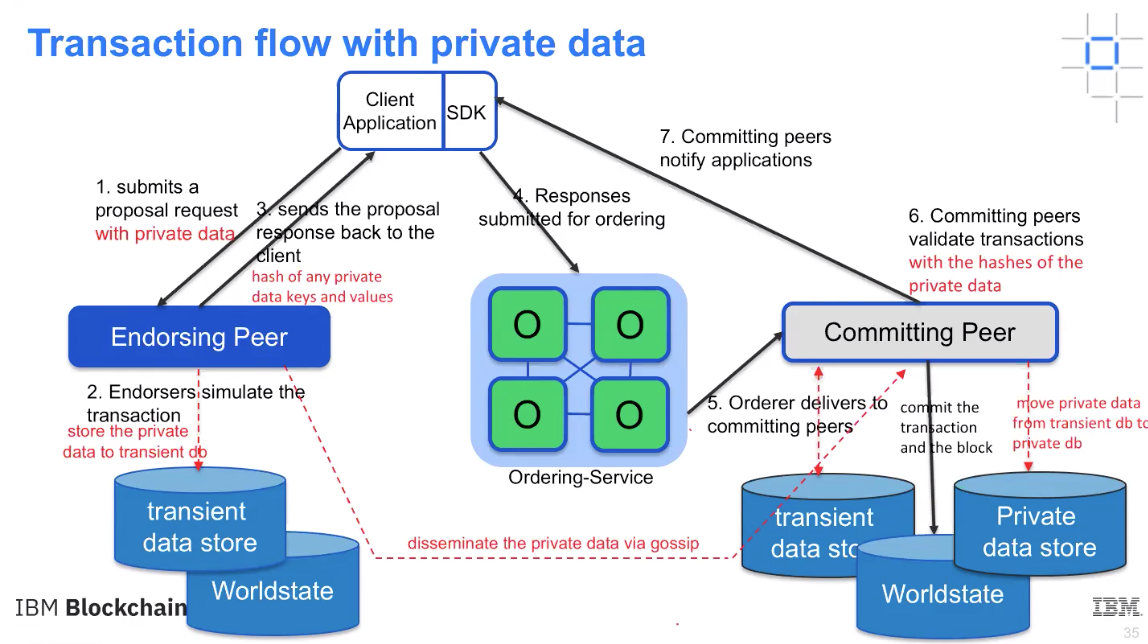 Transaction flow with private data
Client
Application
SDK
7. Committing peers
notify applications
1. submits a
proposal request
with private data
3. sends the proposal
response back to the
client
hash of any private
data keys and values
4. Responses
submitted for ordering
6. Committing peers
validate transactions
with the hashes of the
private data
Endorsing Peer
O
O
O
O
Ordering-Service
Committing Peer
2. Endorsers simulate the
transaction
store the private
data to transient db
5. Orderer delivers to
committing peers
commit the
transaction
and the block
move private data
from transient db to
private db
transient
data store
Worldstate
disseminate the private data via gossip
transient
data sto
Worldstate
Private
data store
IBM Blockchain
IBM
35